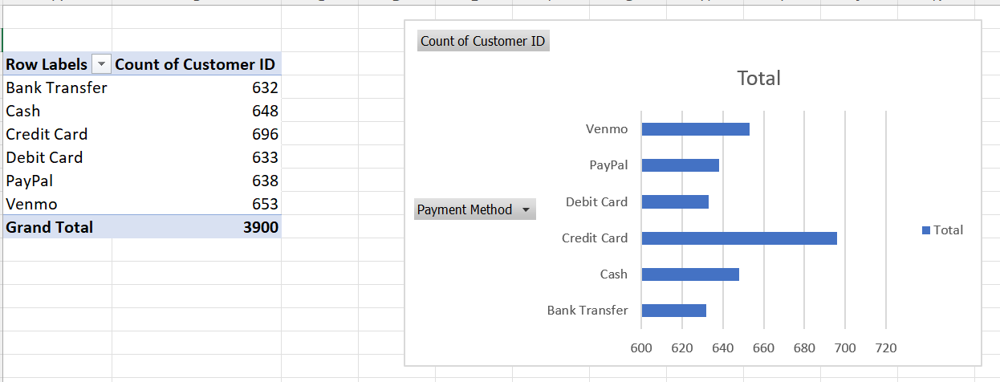 Row Labels Count of Customer ID
Bank Transfer 632
Cash 648
Credit Card 696
Debit Card 633
PayPal 638
Venmo 653
Grand Total 3900
Count of Customer ID
Total
Venmo
PayPal
Debit Card
Payment Method
Credit Card
Total
Cash
Bank Transfer
600 620 640 660 680 700 720